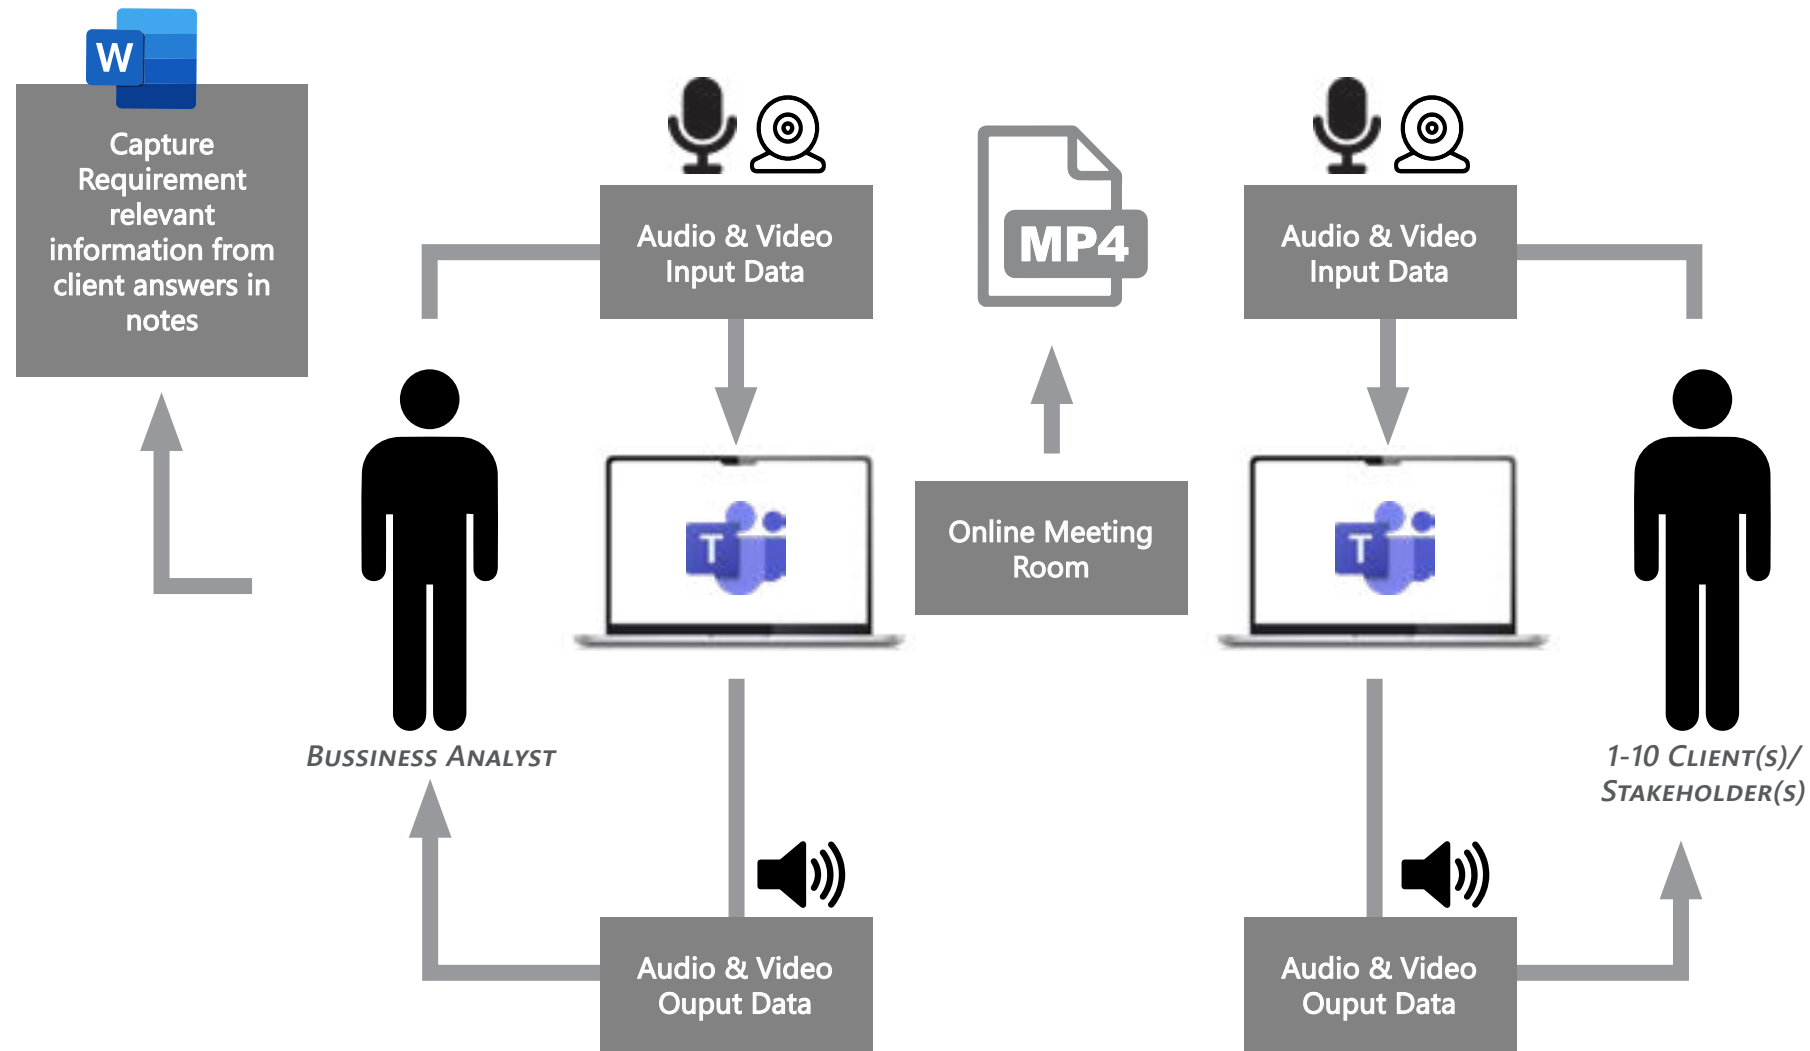 W
Capture
Requirement
relevant
information from
client answers in
notes
Audio & Video
Input Data
MP4
Audio & Video
Input Data
T
Online Meeting
Room
T
Bussiness Analyst
1-10 Client(s)/
Stakeholder(s)
Audio & Video
Ouput Data
Audio & Video
Ouput Data